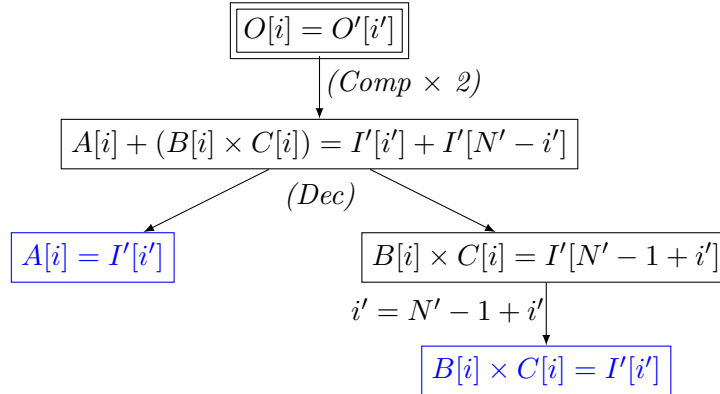 O[i] = O′[i′]
(Comp × 2)
A[i] + (B[i] × C[i]) = I′[i′] + I′[N′ − i′]
(Dec)
A[i] = I′[i′]
B[i] × C[i] = I′[N′ − 1 + i′]
i′ = N′ − 1 + i′
B[i] × C[i] = I′[i′]